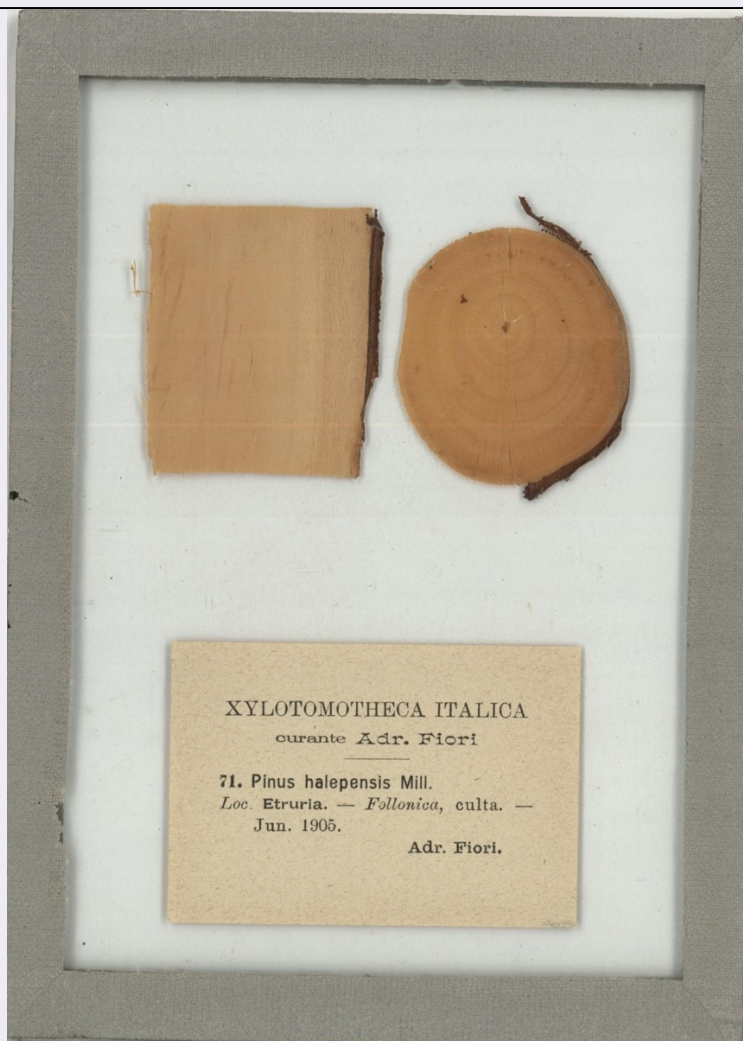 XYLOTOMOTHECA ITALICA
curante Adr. Fiori
71. Pinus halepensis Mill.
Loc. Etruria. — Follonica, culta. —
Jun. 1905.
Adr. Fiori.